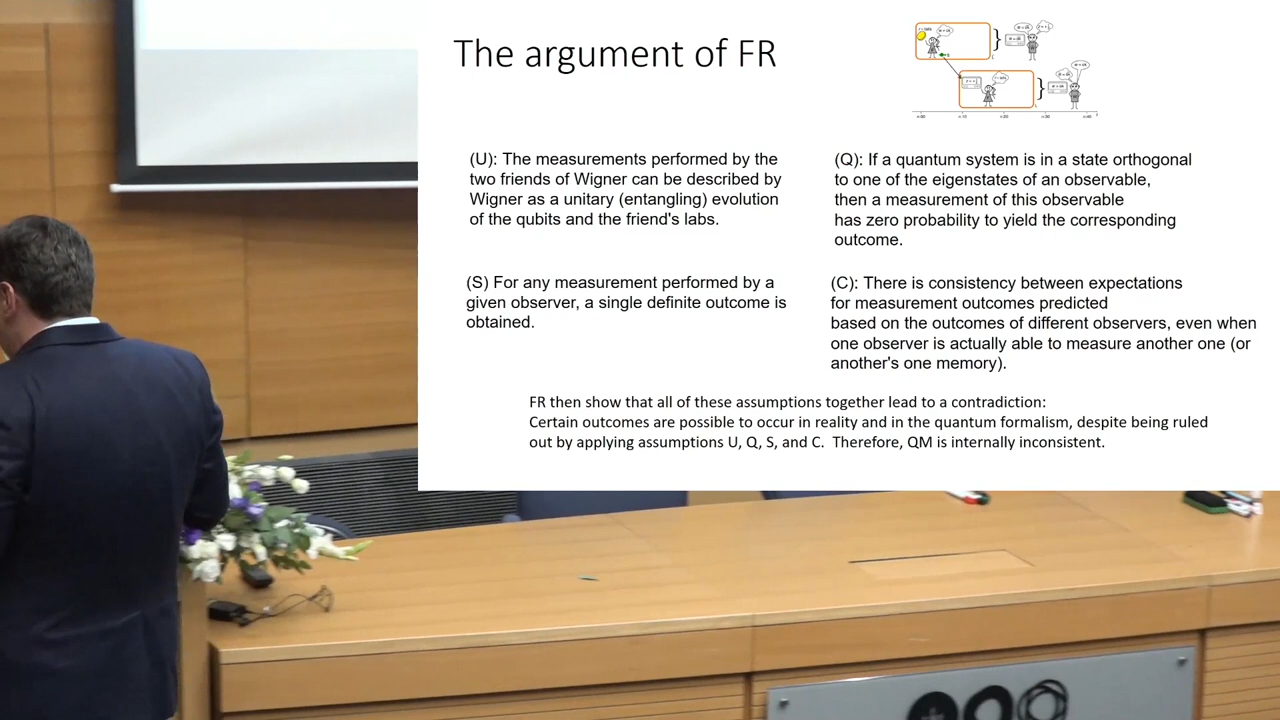 The argument of FR
(U): The measurements performed by the
two friends of Wigner can be described by
Wigner as a unitary (entangling) evolution
of the qubits and the friend's labs.
(Q): If a quantum system is in a state orthogonal
to one of the eigenstates of an observable,
then a measurement of this observable
has zero probability to yield the corresponding
outcome.
(S) For any measurement performed by a
given observer, a single definite outcome is
obtained.
(C): There is consistency between expectations
for measurement outcomes predicted
based on the outcomes of different observers, even when
one observer is actually able to measure another one (or
another's one memory).
FR then show that all of these assumptions together lead to a contradiction:
Certain outcomes are possible to occur in reality and in the quantum formalism, despite being ruled
out by applying assumptions U, Q, S, and C. Therefore, QM is internally inconsistent.